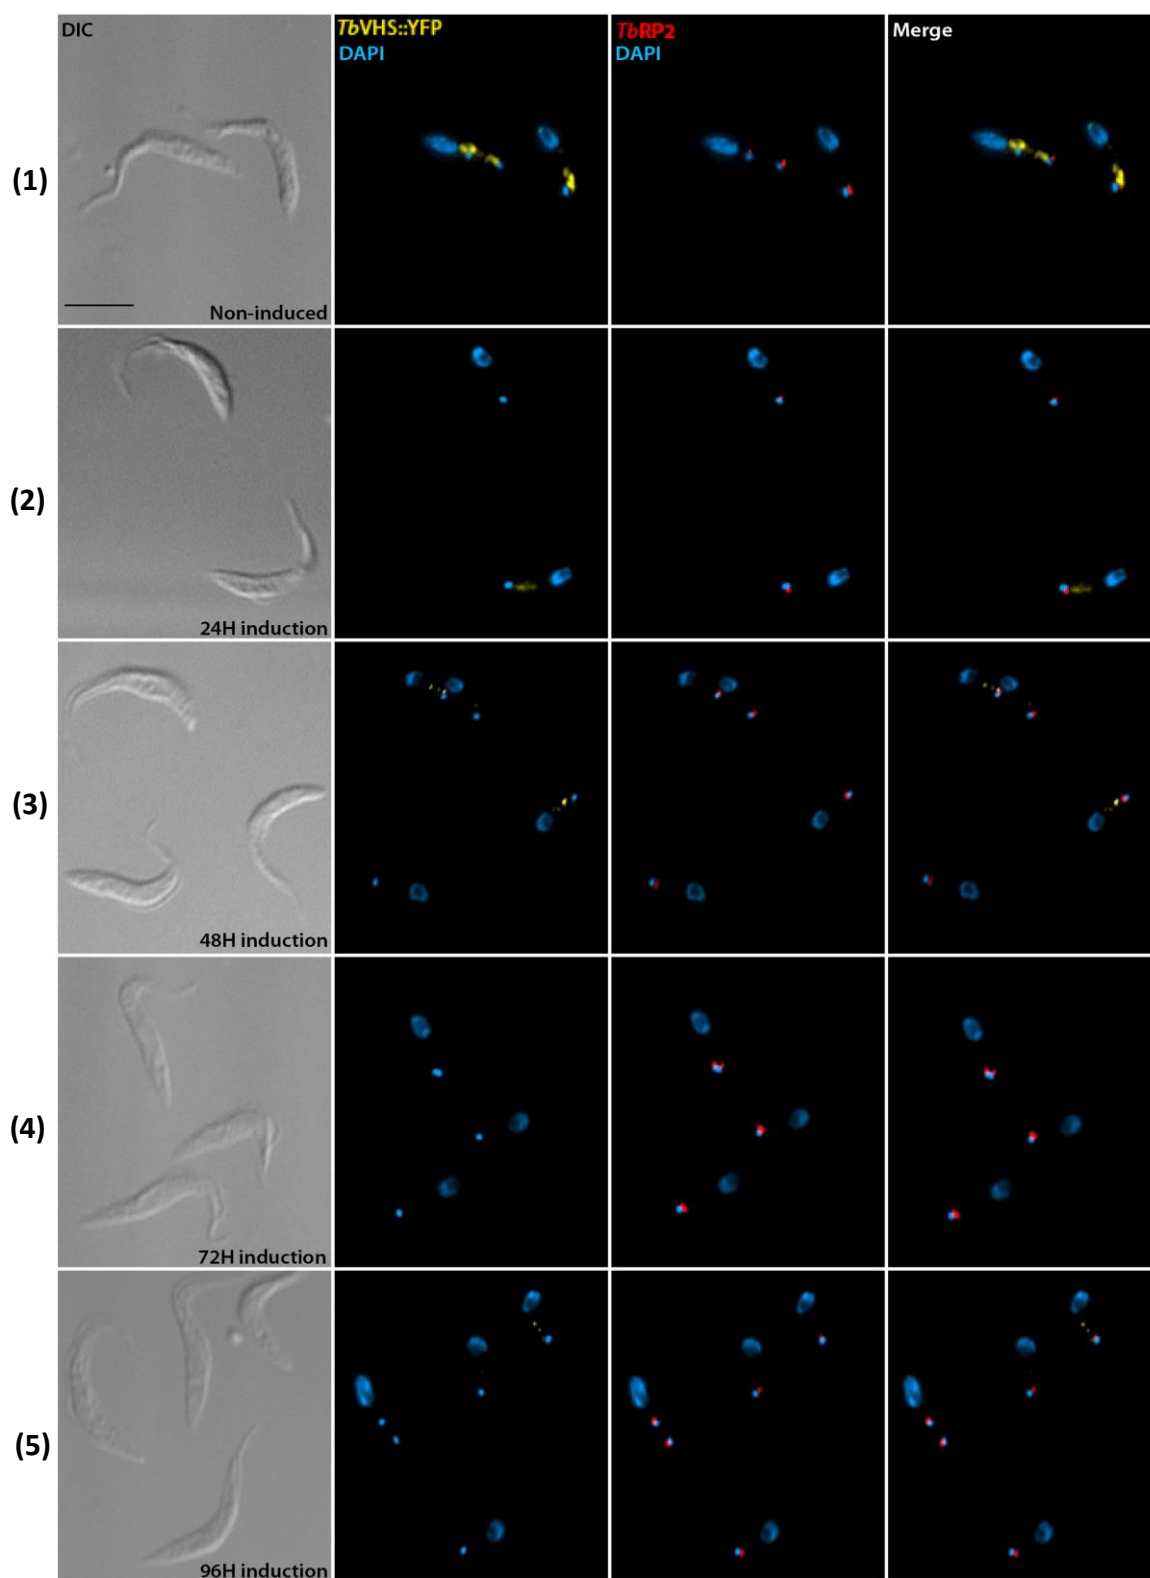 DIC
TbVHS::YFP
DAPI
TbRP2
DAPI
Merge
(1)
Non-induced
(2)
24H induction
(3)
48H induction
(4)
72H induction
(5)
96H induction